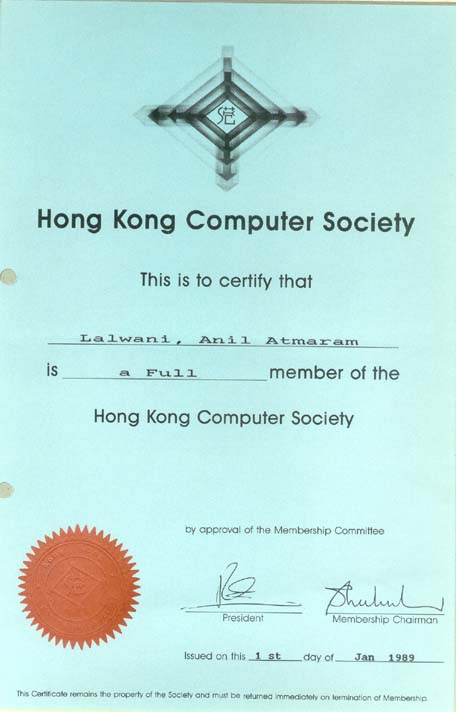 Hong Kong Computer Society
This is to certify that
Lalwani, Anil Atmaram
is a Full member of the
Hong Kong Computer Society
by approval of the Membership Committee
President Membership Chairman
Issued on this 1 st day of Jan 1989
This Certificate remains the property of the Society and must be returned immediately on termination of Membership.